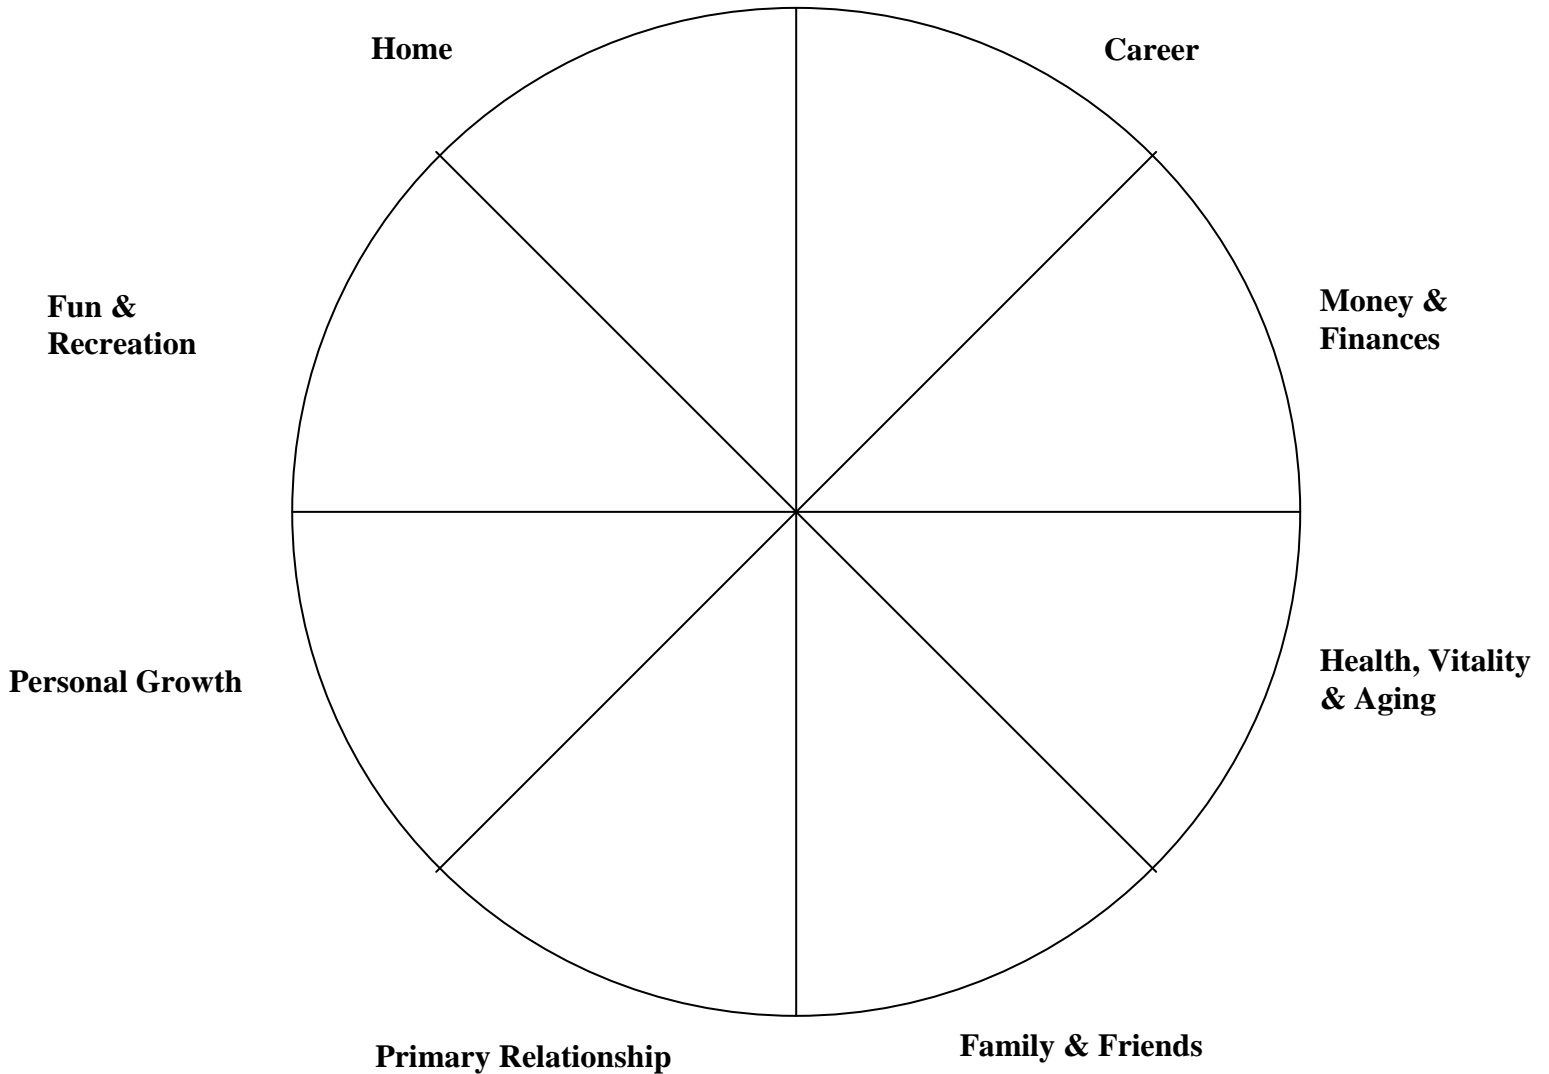 Home
Career
Fun &
Recreation
Money &
Finances
Personal Growth
Health, Vitality
& Aging
Primary Relationship
Family & Friends